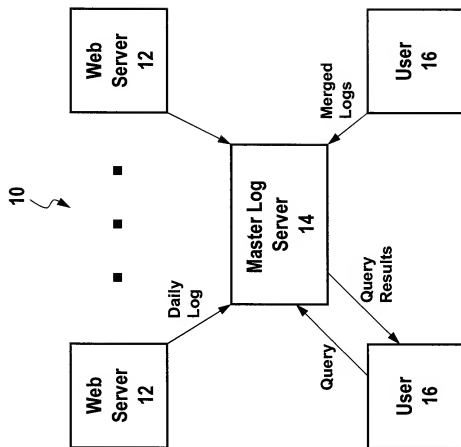 10
Web
Server
12
Web
Server
12
Daily
Log
Master Log
Server
14
Query
Query
Results
Merged
Logs
User
16
User
16